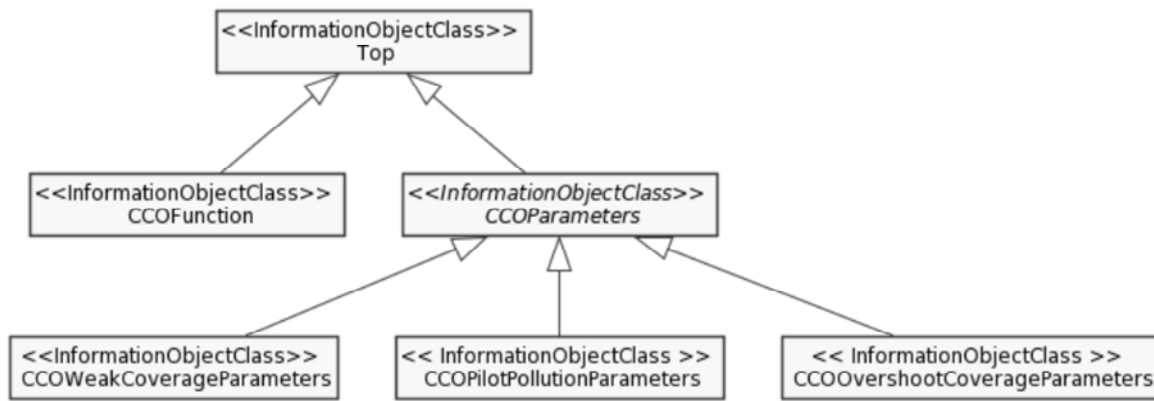 <<InformationObjectClass>>
Top
<<InformationObjectClass>>
CCOFunction
<<InformationObjectClass>>
CCOParameters
<<InformationObjectClass>>
CCOWeakCoverageParameters
<< InformationObjectClass >>
CCOPilotPollutionParameters
<< InformationObjectClass >>
CCOOvershootCoverageParameters